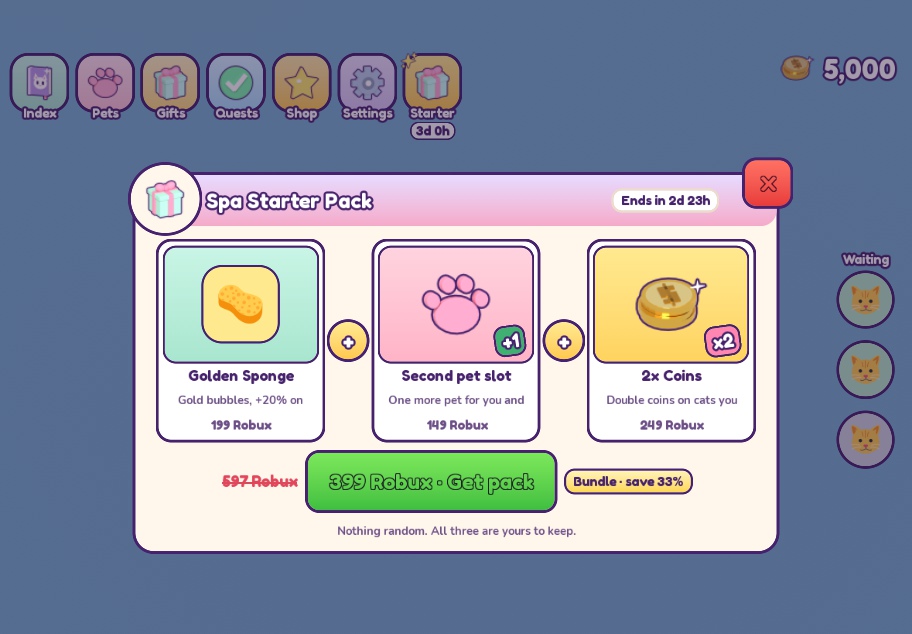 Index
Pets
Gifts
Quests
Shop
Settings
Starter
3d 0h
5,000
Spa Starter Pack
Ends in 2d 23h
x
+1
x2
+
+
Golden Sponge
Gold bubbles, +20% on
199 Robux
Second pet slot
One more pet for you and
149 Robux
2x Coins
Double coins on cats you
249 Robux
597 Robux
399 Robux · Get pack
Bundle · save 33%
Nothing random. All three are yours to keep.
Waiting